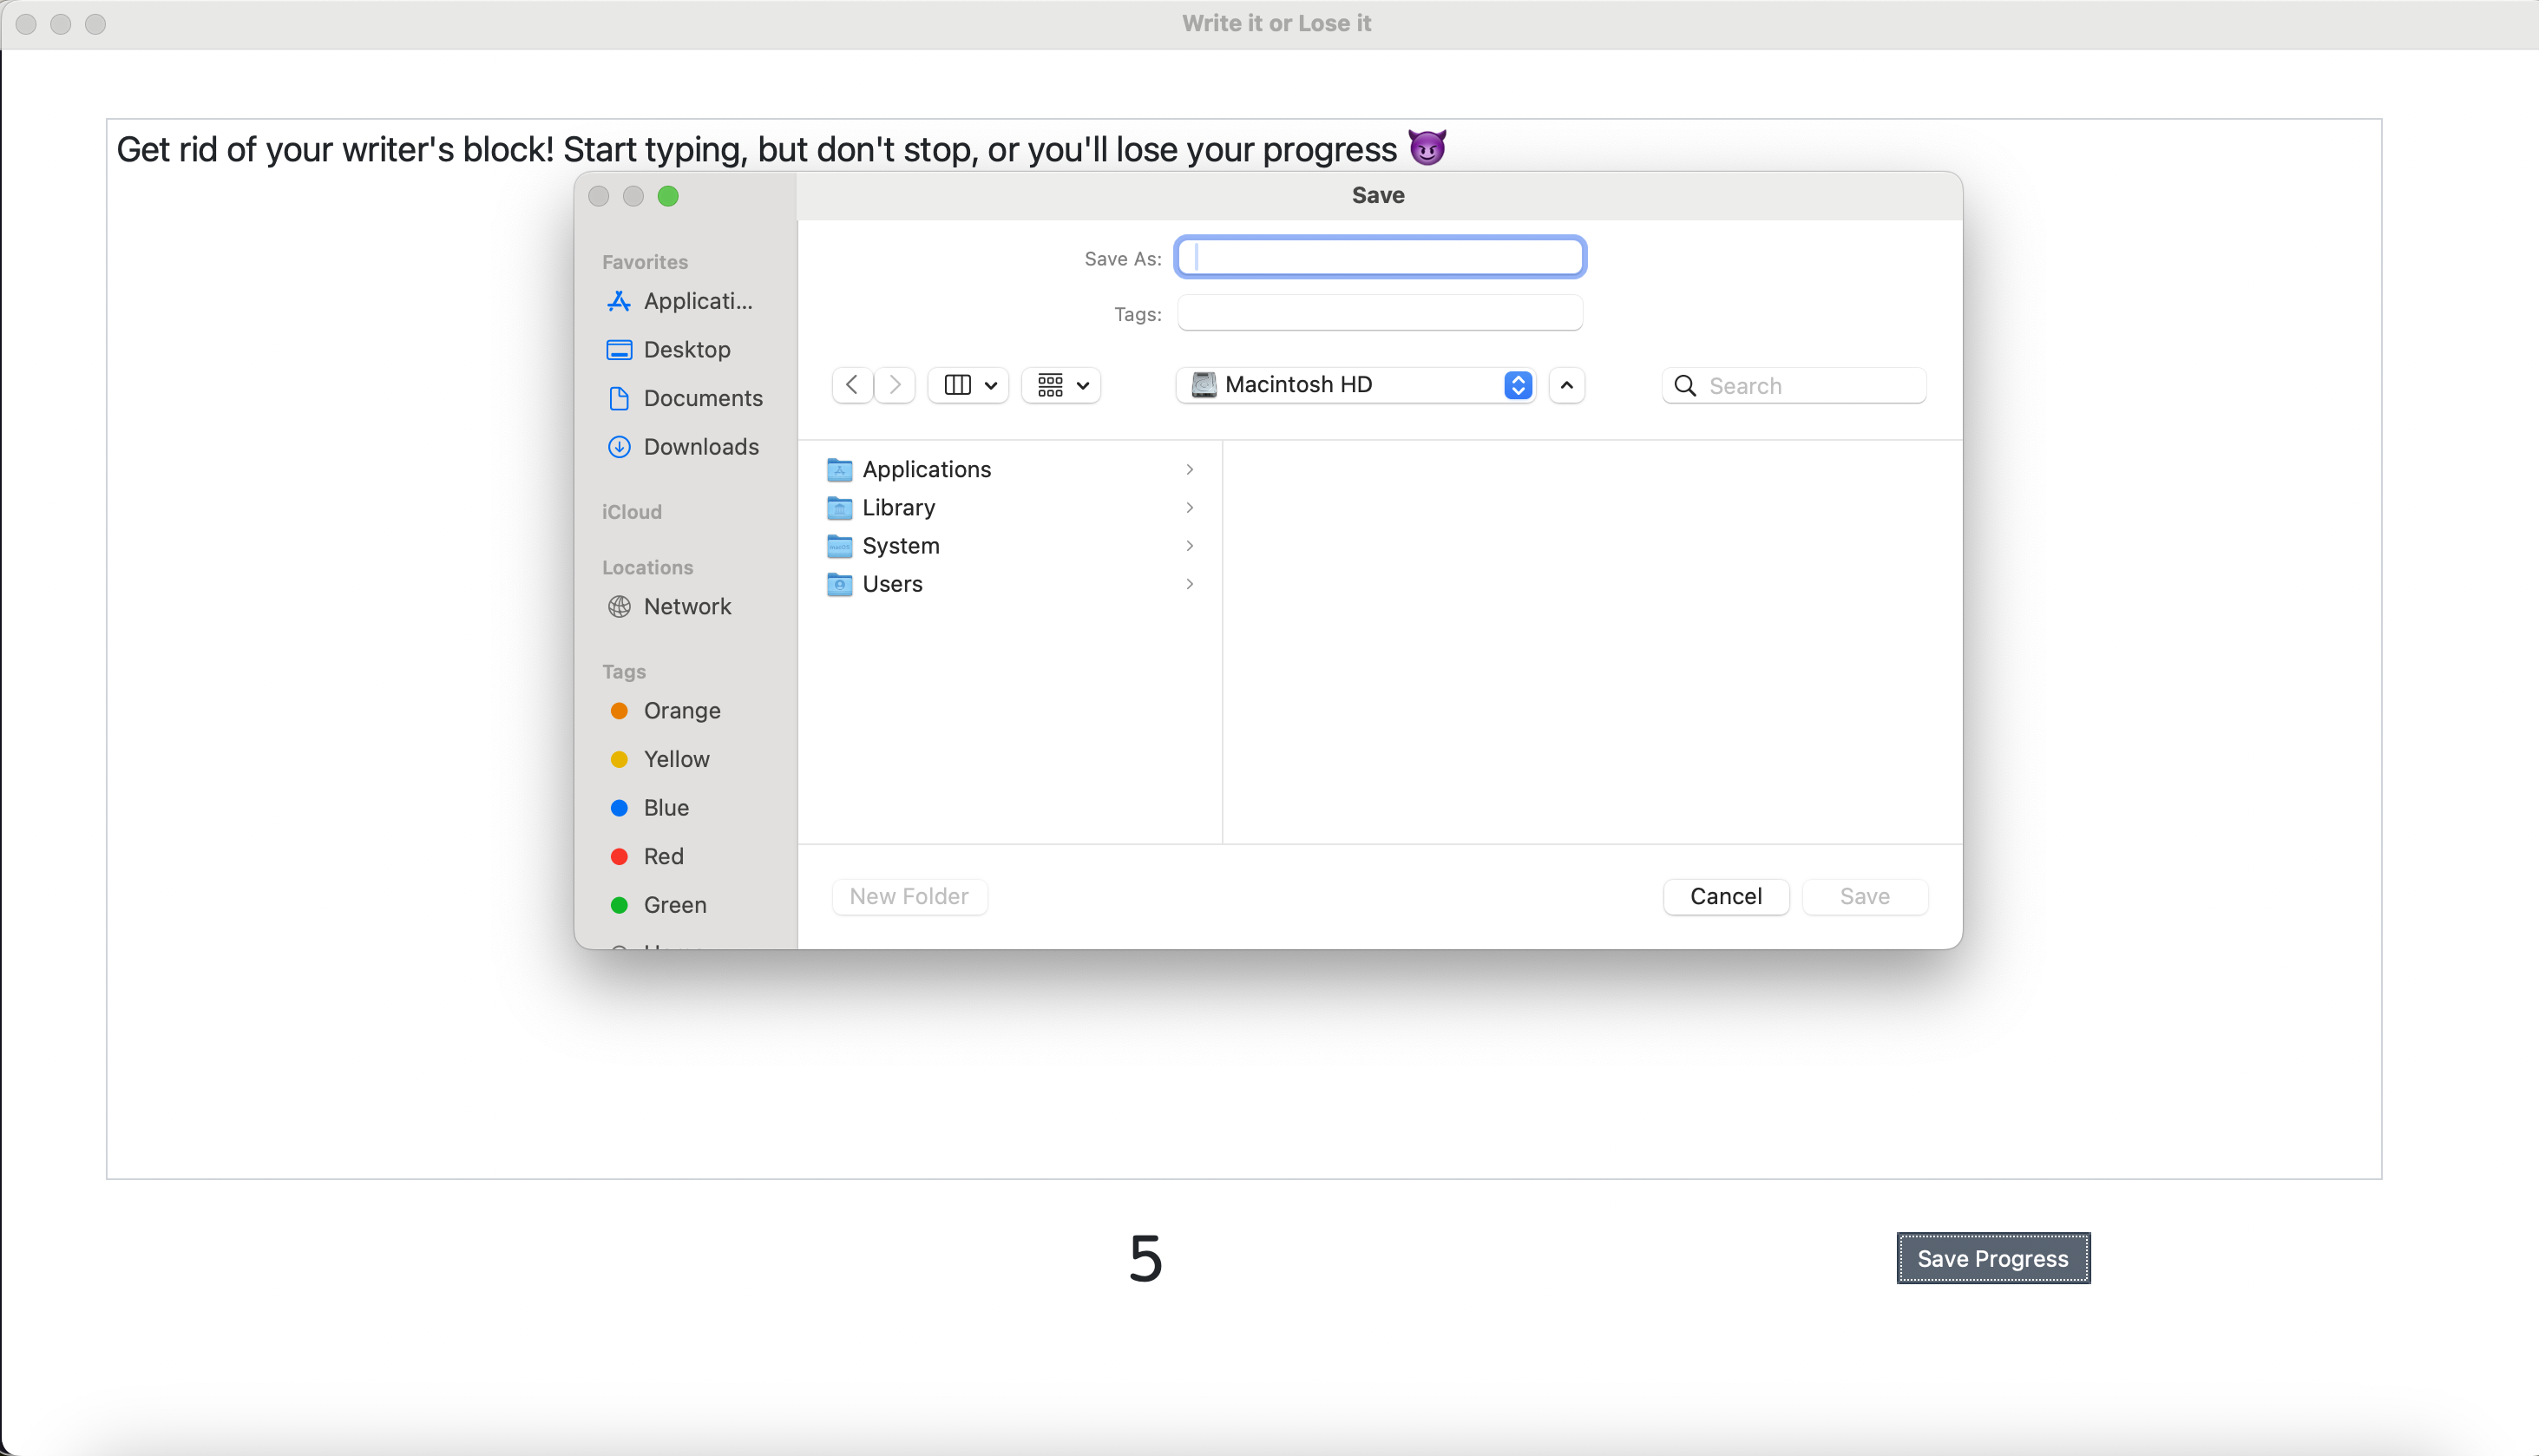 Write it or Lose it
Get rid of your writer's block! Start typing, but don't stop, or you'll lose your progress 😈
Save
Favorites
Applicati...
Desktop
Documents
Downloads
iCloud
Locations
Network
Tags
Orange
Yellow
Blue
Red
Green
Save As:
Tags:
Macintosh HD
Search
Applications
Library
System
Users
New Folder
Cancel
Save
5
Save Progress